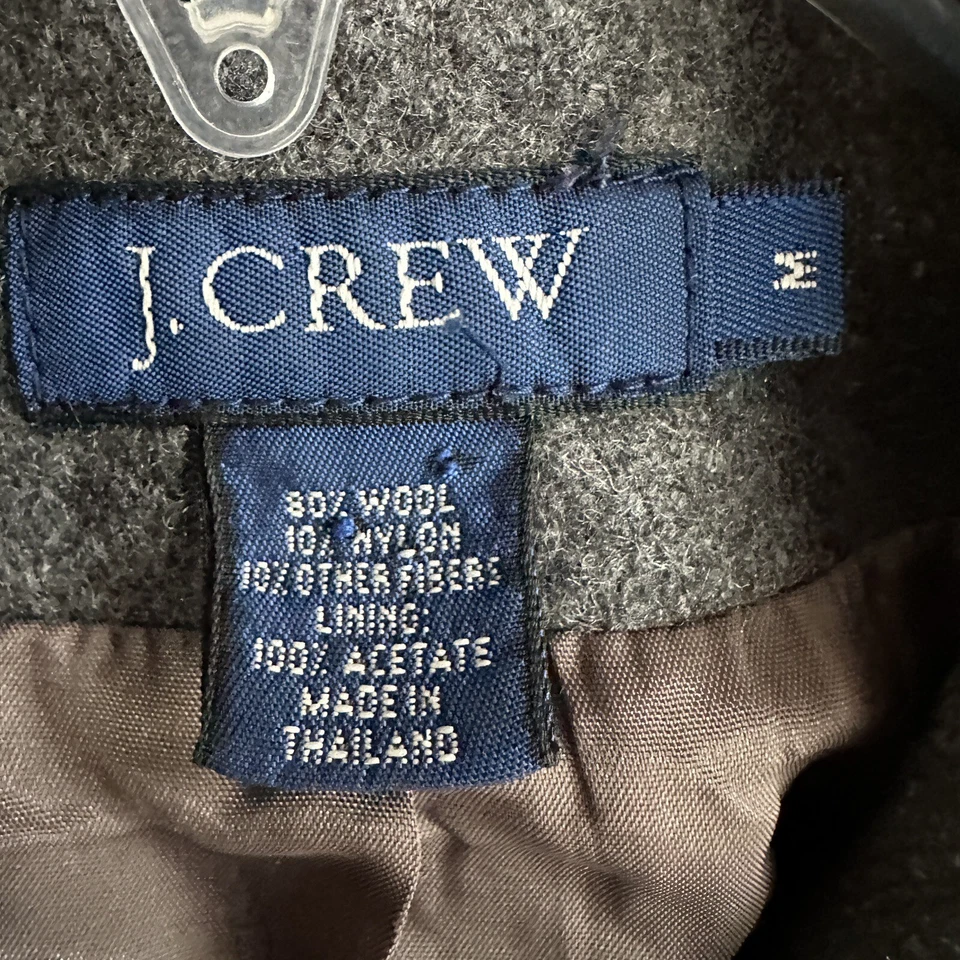 J.CREW
M
80% WOOL
10% NYLON
10% OTHER FIBERS
LINING:
100% ACETATE
MADE IN
THAILAND